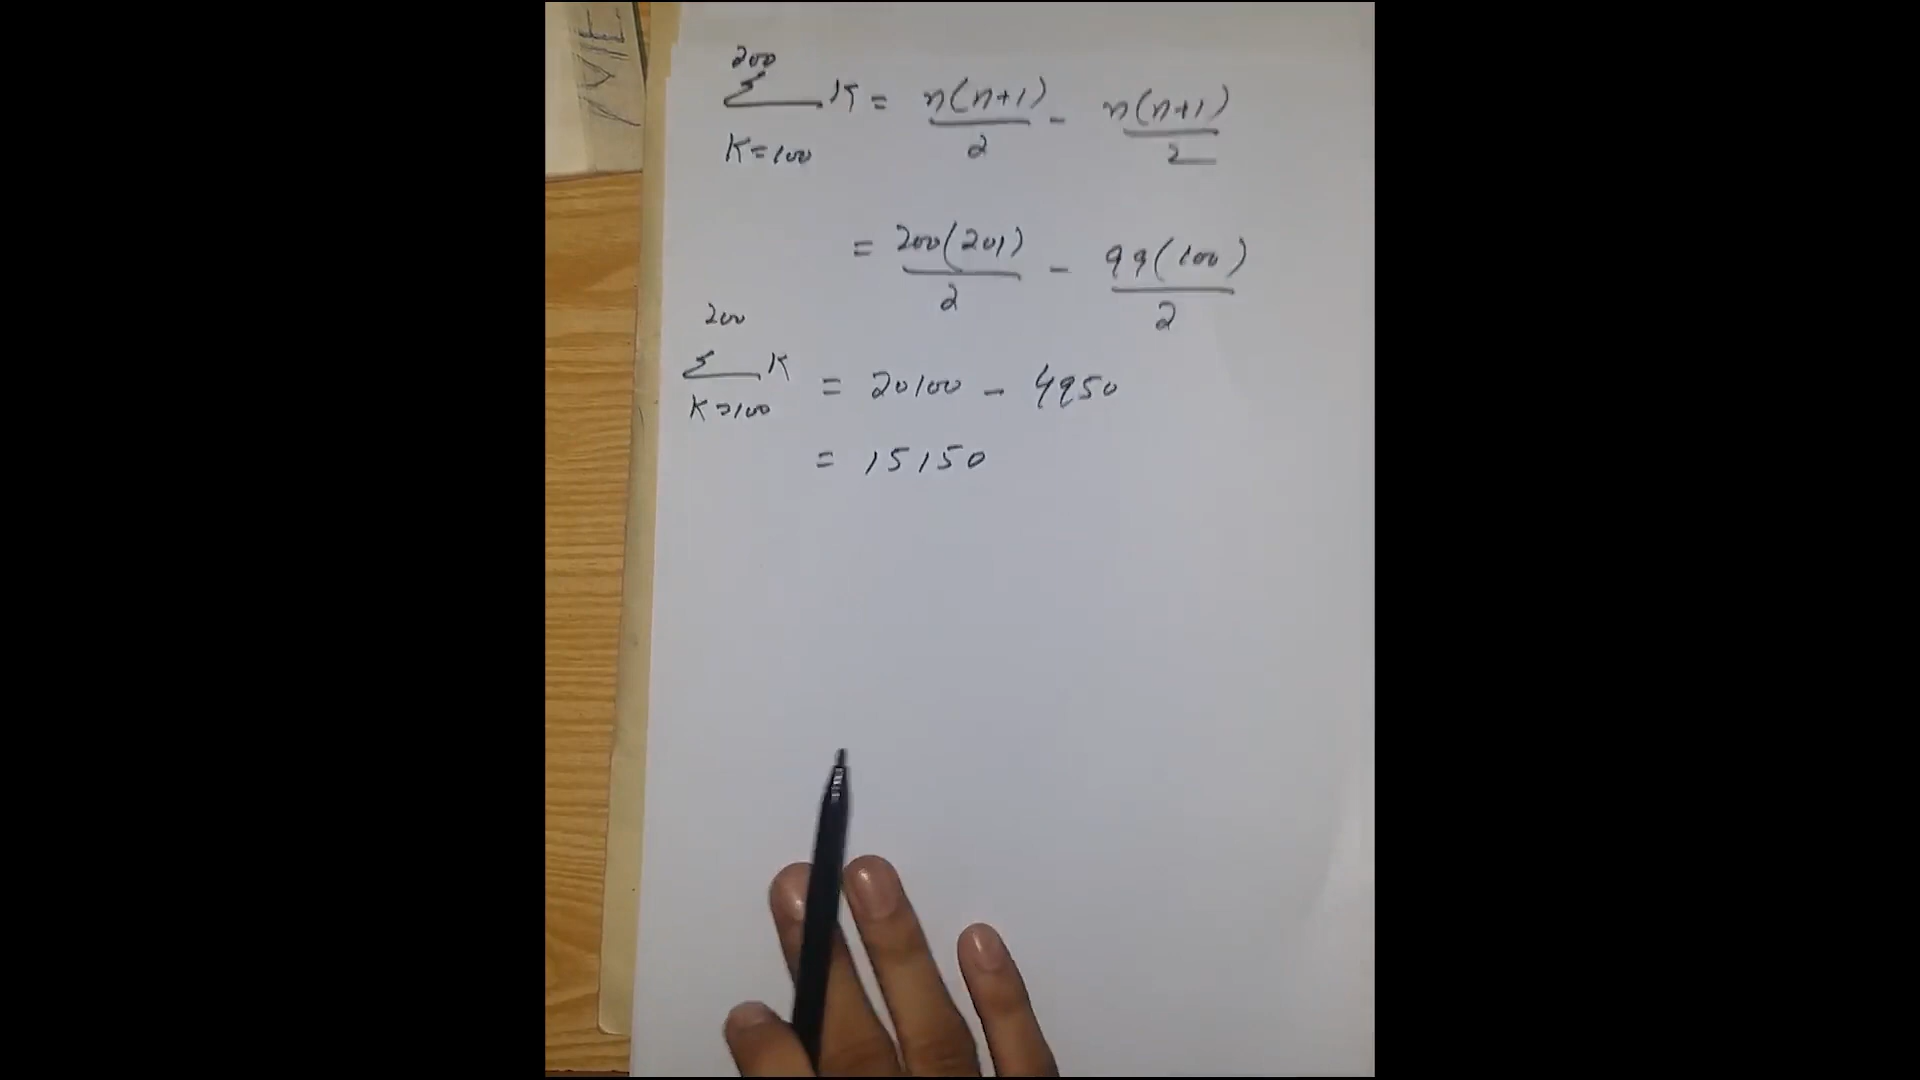 200
Σ K = n(n+1)/2 - n(n+1)/2
K=100
= 200(201)/2 - 99(100)/2
200
Σ K = 20100 - 4950
K=100
= 15150